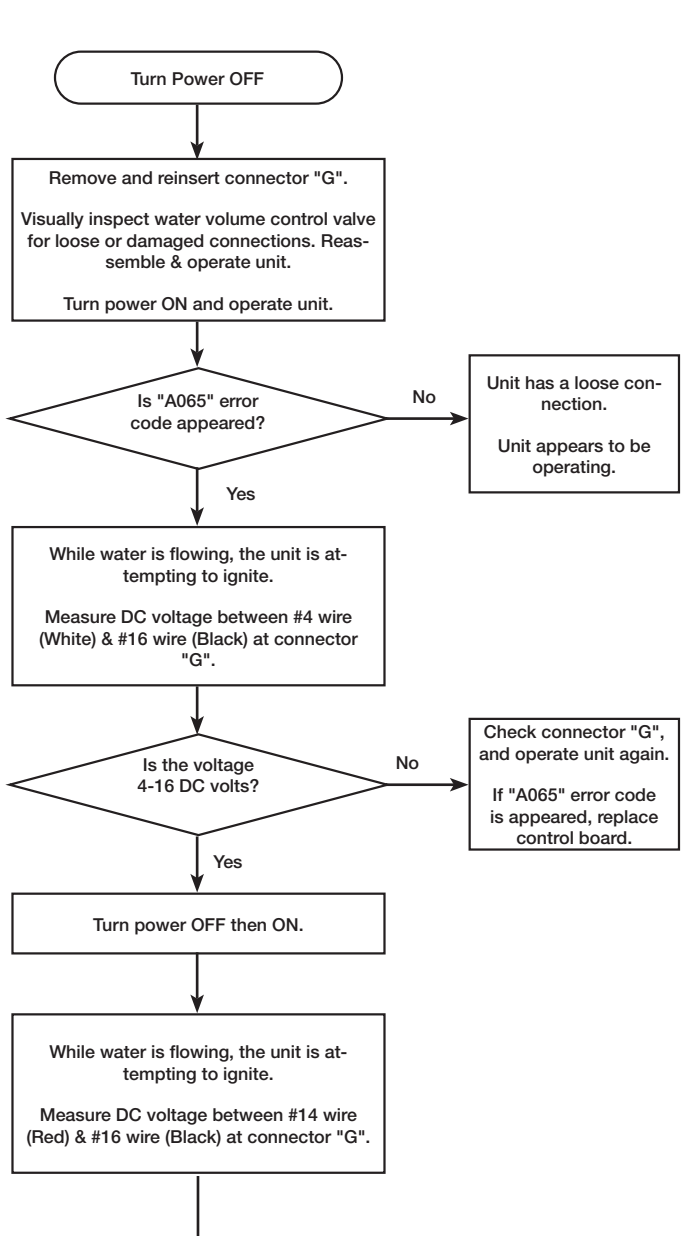 Turn Power OFF
Remove and reinsert connector "G".
Visually inspect water volume control valve
for loose or damaged connections. Reas-
semble & operate unit.
Turn power ON and operate unit.
Is "A065" error
code appeared?
No
Unit has a loose con-
nection.
Unit appears to be
operating.
Yes
While water is flowing, the unit is at-
tempting to ignite.
Measure DC voltage between #4 wire
(White) & #16 wire (Black) at connector
"G".
Is the voltage
4-16 DC volts?
No
Check connector "G",
and operate unit again.
If "A065" error code
is appeared, replace
control board.
Yes
Turn power OFF then ON.
While water is flowing, the unit is at-
tempting to ignite.
Measure DC voltage between #14 wire
(Red) & #16 wire (Black) at connector "G".